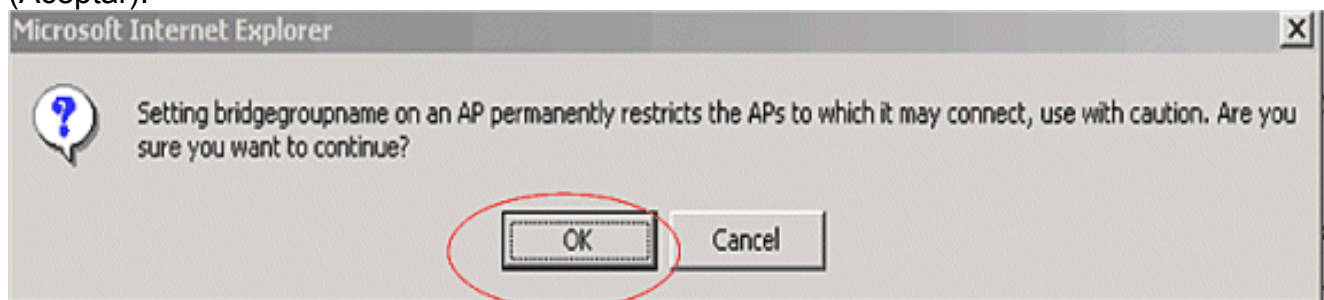 (Aceptar).
Microsoft Internet Explorer
Setting bridgegroupname on an AP permanently restricts the APs to which it may connect, use with caution. Are you
sure you want to continue?
OK Cancel